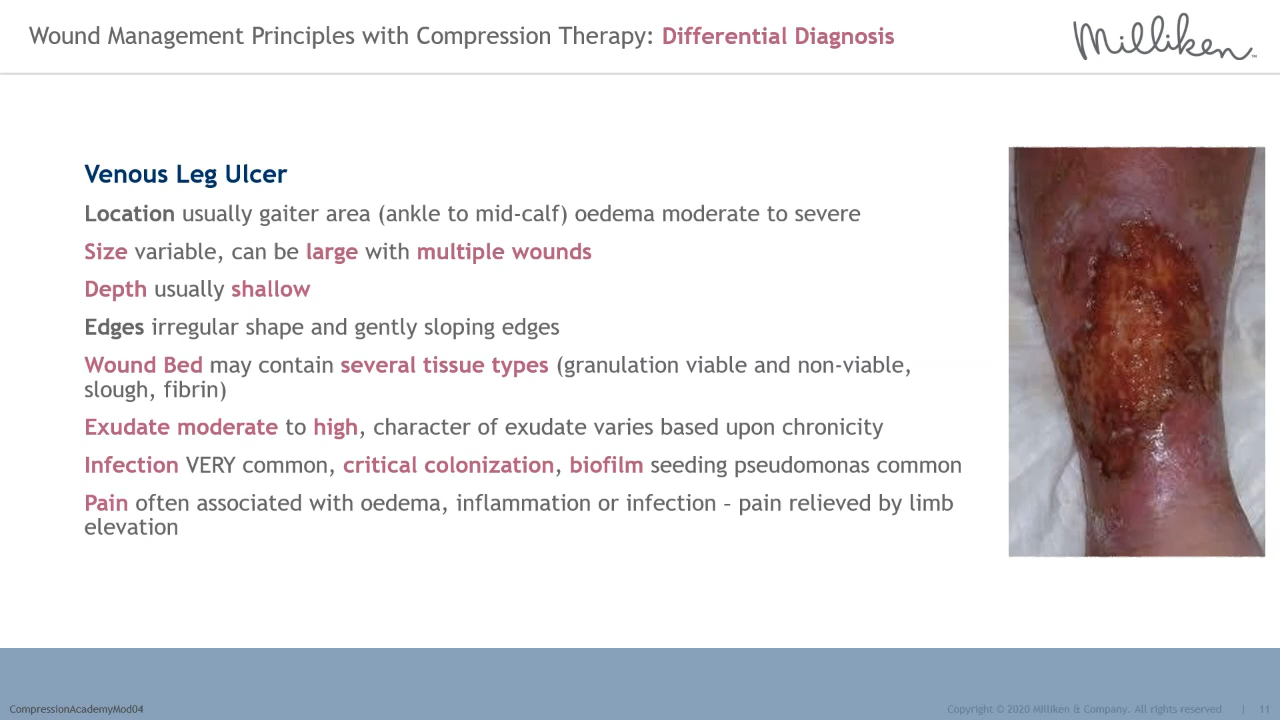 Wound Management Principles with Compression Therapy: Differential Diagnosis
Milliken™
Venous Leg Ulcer
Location usually gaiter area (ankle to mid-calf) oedema moderate to severe
Size variable, can be large with multiple wounds
Depth usually shallow
Edges irregular shape and gently sloping edges
Wound Bed may contain several tissue types (granulation viable and non-viable,
slough, fibrin)
Exudate moderate to high, character of exudate varies based upon chronicity
Infection VERY common, critical colonization, biofilm seeding pseudomonas common
Pain often associated with oedema, inflammation or infection – pain relieved by limb
elevation
CompressionAcademyMod04
Copyright © 2020 Milliken & Company. All rights reserved | 11